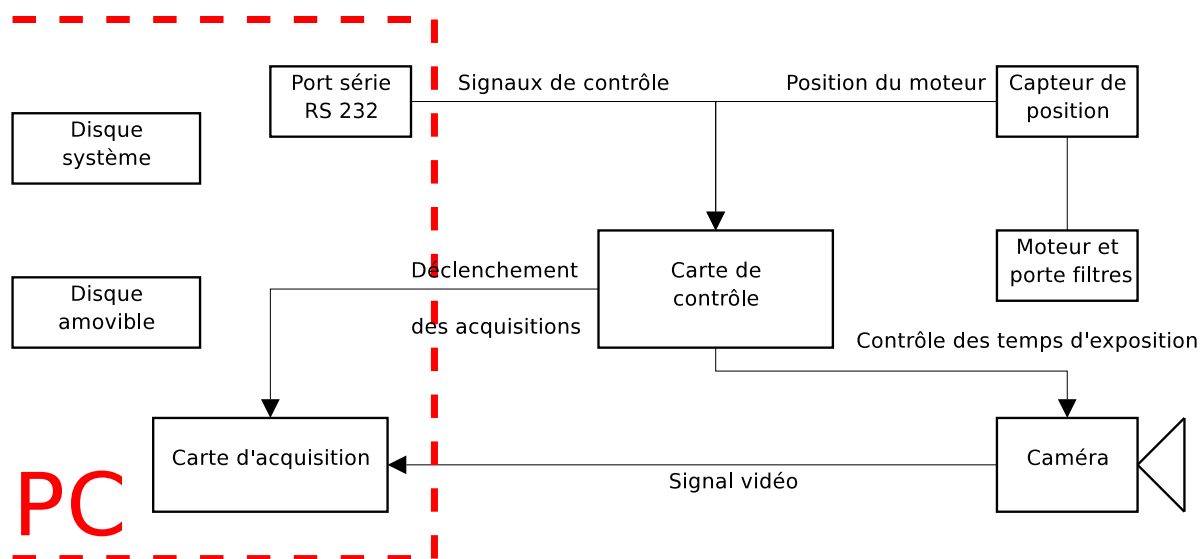 Port série
RS 232
Signaux de contrôle
Position du moteur
Capteur de
position
Disque
système
Moteur et
porte filtres
Déclenchement
des acquisitions
Carte de
contrôle
Disque
amovible
Contrôle des temps d'exposition
Carte d'acquisition
Signal vidéo
Caméra
PC